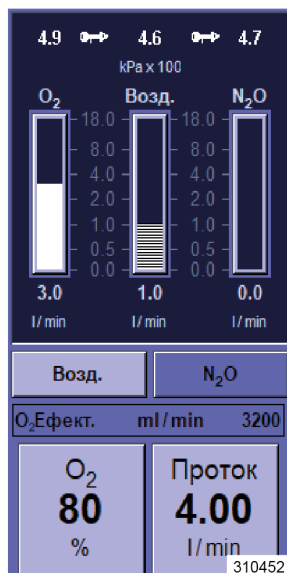 4.9 4.6 4.7
kPa x 100
O₂ Возд. N₂O
18.0 18.0
8.0 8.0
4.0 4.0
2.0 2.0
1.0 1.0
0.5 0.5
0.0 0.0
3.0 1.0 0.0
l/min l/min l/min
Возд. N₂O
O₂Ефект. ml/min 3200
O₂ Проток
80 4.00
% l/min
310452